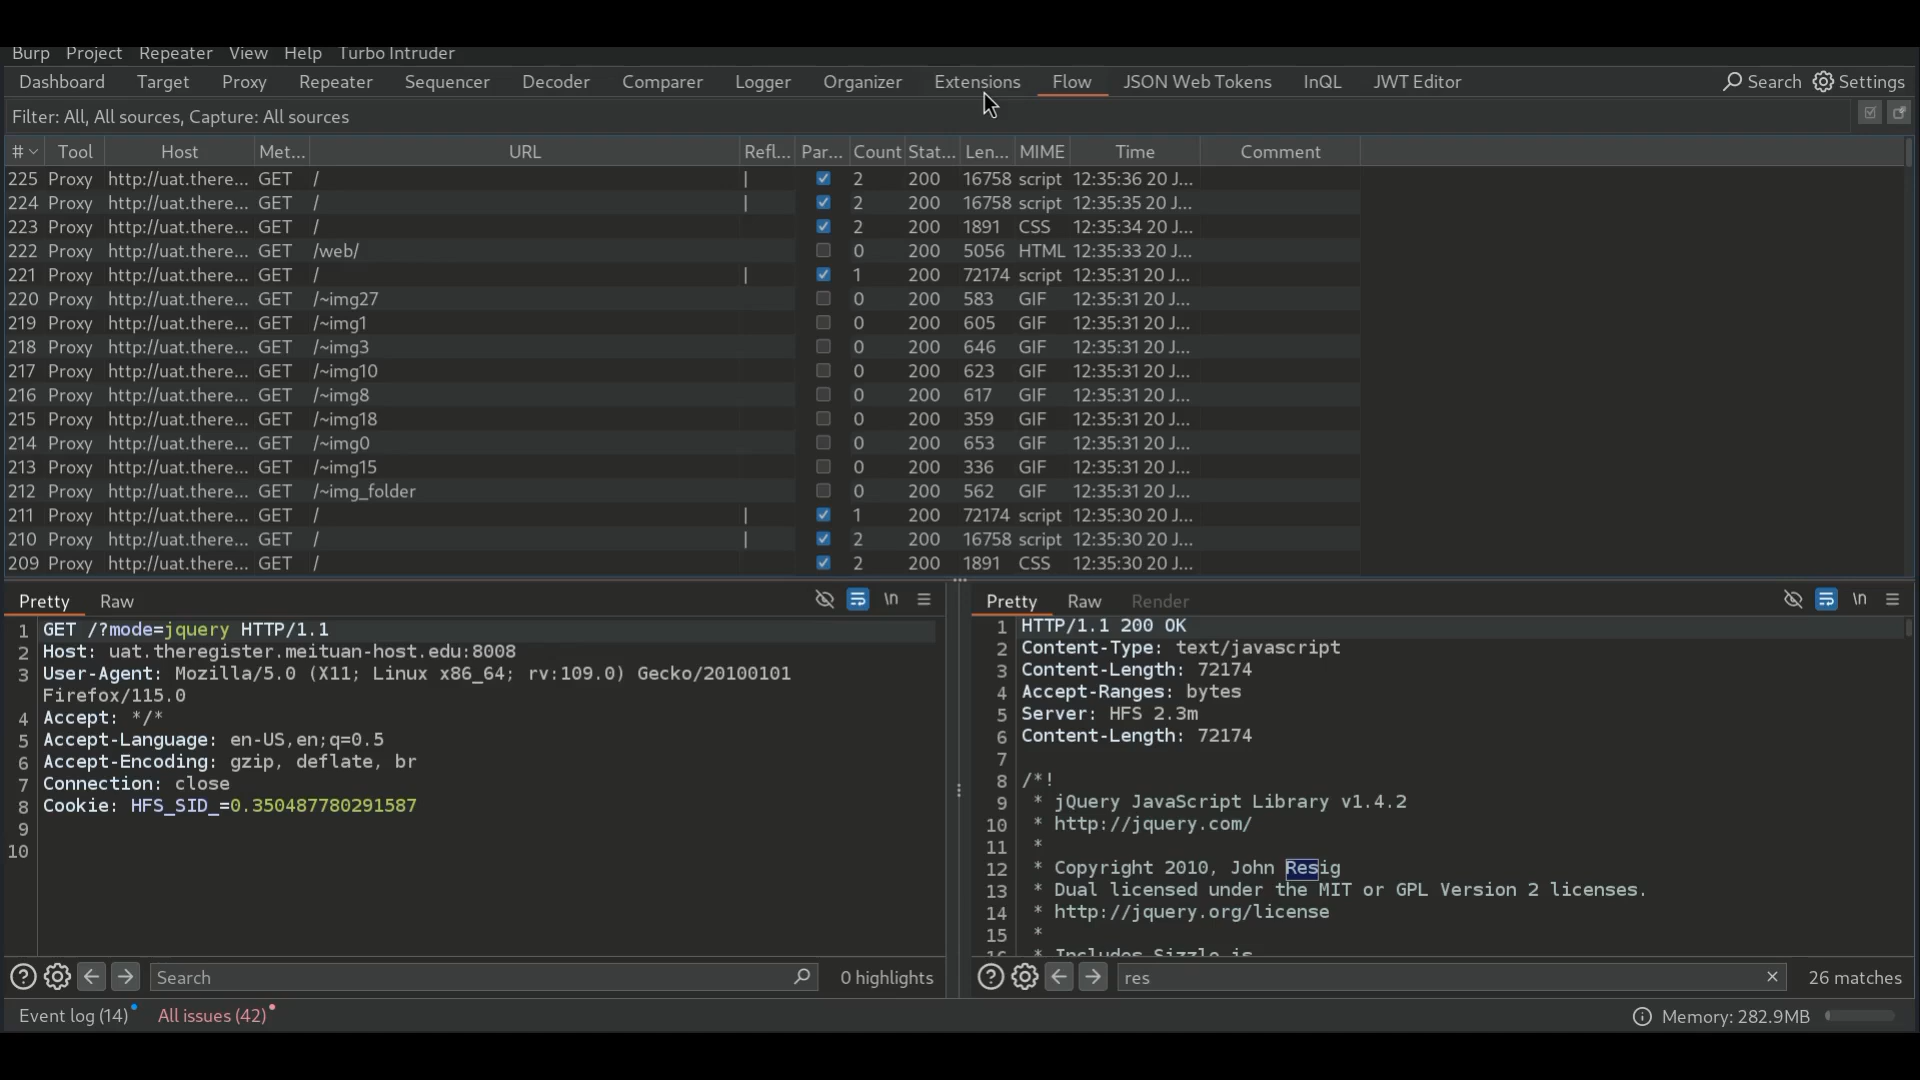 Burp Project Repeater View Help Turbo Intruder
Dashboard Target Proxy Repeater Sequencer Decoder Comparer Logger Organizer Extensions Flow JSON Web Tokens InQL JWT Editor Search Settings
Filter: All, All sources, Capture: All sources
# Tool Host Met... URL Refl... Par... Count Stat... Len... MIME Time Comment
225 Proxy http://uat.there... GET / | 2 200 16758 script 12:35:36 20 J...
224 Proxy http://uat.there... GET / | 2 200 16758 script 12:35:35 20 J...
223 Proxy http://uat.there... GET / 2 200 1891 CSS 12:35:34 20 J...
222 Proxy http://uat.there... GET /web/ 0 200 5056 HTML 12:35:33 20 J...
221 Proxy http://uat.there... GET / | 1 200 72174 script 12:35:31 20 J...
220 Proxy http://uat.there... GET /~img27 0 200 583 GIF 12:35:31 20 J...
219 Proxy http://uat.there... GET /~img1 0 200 605 GIF 12:35:31 20 J...
218 Proxy http://uat.there... GET /~img3 0 200 646 GIF 12:35:31 20 J...
217 Proxy http://uat.there... GET /~img10 0 200 623 GIF 12:35:31 20 J...
216 Proxy http://uat.there... GET /~img8 0 200 617 GIF 12:35:31 20 J...
215 Proxy http://uat.there... GET /~img18 0 200 359 GIF 12:35:31 20 J...
214 Proxy http://uat.there... GET /~img0 0 200 653 GIF 12:35:31 20 J...
213 Proxy http://uat.there... GET /~img15 0 200 336 GIF 12:35:31 20 J...
212 Proxy http://uat.there... GET /~img_folder 0 200 562 GIF 12:35:31 20 J...
211 Proxy http://uat.there... GET / | 1 200 72174 script 12:35:30 20 J...
210 Proxy http://uat.there... GET / | 2 200 16758 script 12:35:30 20 J...
209 Proxy http://uat.there... GET / 2 200 1891 CSS 12:35:30 20 J...
Pretty Raw \n
1 GET /?mode=jquery HTTP/1.1
2 Host: uat.theregister.meituan-host.edu:8008
3 User-Agent: Mozilla/5.0 (X11; Linux x86_64; rv:109.0) Gecko/20100101
Firefox/115.0
4 Accept: */*
5 Accept-Language: en-US,en;q=0.5
6 Accept-Encoding: gzip, deflate, br
7 Connection: close
8 Cookie: HFS_SID_=0.350487780291587
9
10
Search 0 highlights
Pretty Raw Render \n
1 HTTP/1.1 200 OK
2 Content-Type: text/javascript
3 Content-Length: 72174
4 Accept-Ranges: bytes
5 Server: HFS 2.3m
6 Content-Length: 72174
7
8 /*!
9 * jQuery JavaScript Library v1.4.2
10 * http://jquery.com/
11 *
12 * Copyright 2010, John Resig
13 * Dual licensed under the MIT or GPL Version 2 licenses.
14 * http://jquery.org/license
15 *
16 * Includes Sizzle.js
res 26 matches
Event log (14) All issues (42) Memory: 282.9MB